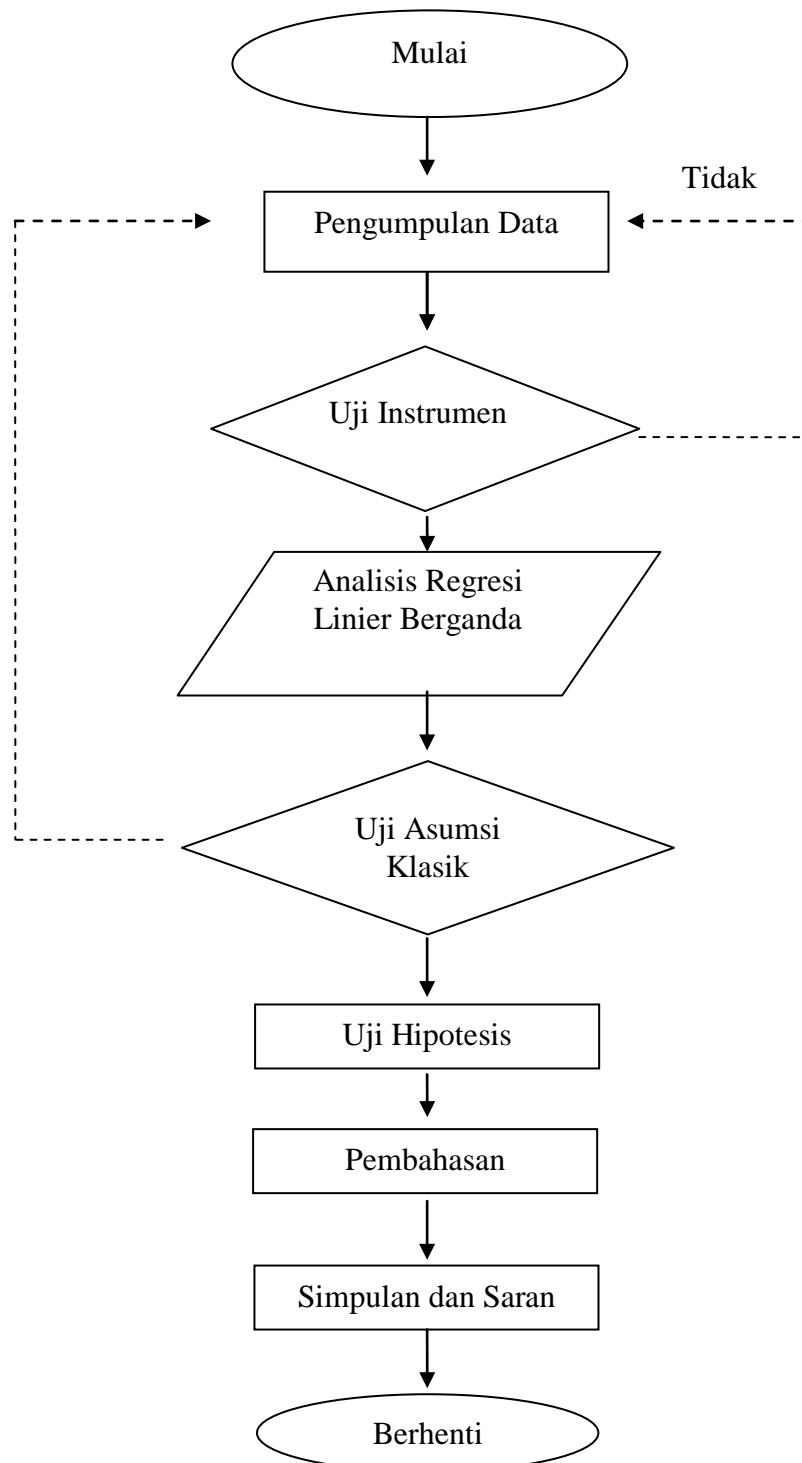 Mulai
Tidak
Pengumpulan Data
Uji Instrumen
Analisis Regresi
Linier Berganda
Uji Asumsi
Klasik
Uji Hipotesis
Pembahasan
Simpulan dan Saran
Berhenti